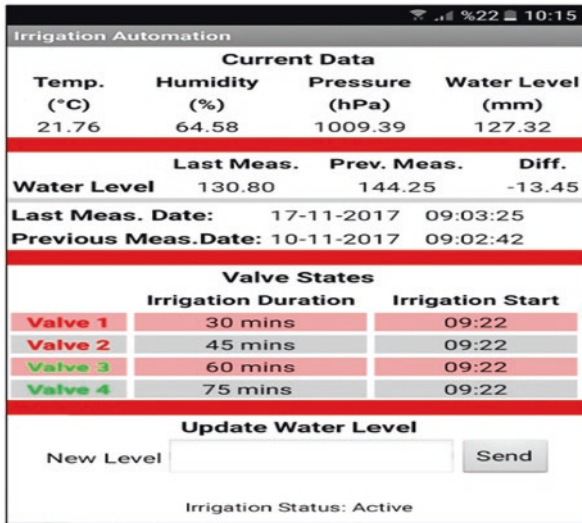 %22 10:15
Irrigation Automation
Current Data
Temp. Humidity Pressure Water Level
(°C) (%) (hPa) (mm)
21.76 64.58 1009.39 127.32
Last Meas. Prev. Meas. Diff.
Water Level 130.80 144.25 -13.45
Last Meas. Date: 17-11-2017 09:03:25
Previous Meas.Date: 10-11-2017 09:02:42
Valve States
Irrigation Duration Irrigation Start
Valve 1 30 mins 09:22
Valve 2 45 mins 09:22
Valve 3 60 mins 09:22
Valve 4 75 mins 09:22
Update Water Level
New Level Send
Irrigation Status: Active